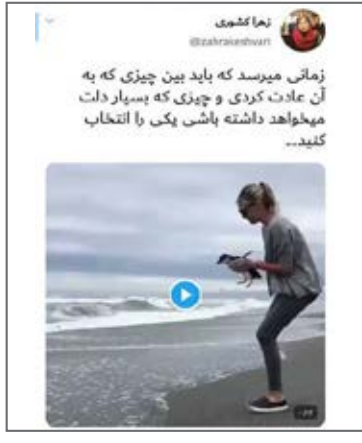 زهرا کشوری
@zahrakeshvari
زمانی میرسد که باید بین چیزی که به
آن عادت کردی و چیزی که بسیار دلت
میخواهد داشته باشی یکی را انتخاب
کنید...